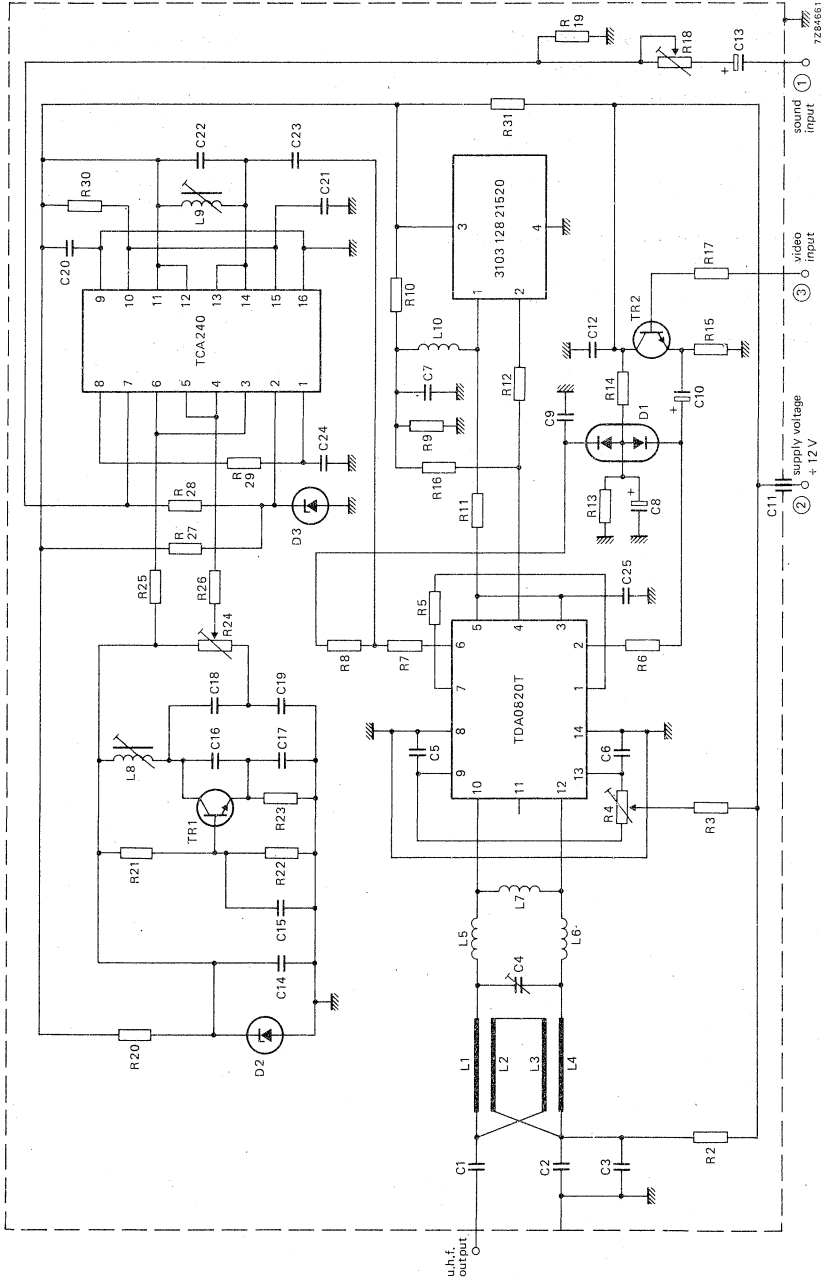 R20
D2
C14
C15
R21
R22
TR1
R23
L8
C16
C17
C18
C19
R24
R25
R26
R
27
R
28
D3
R
29
C24
8
7
6
5
4
3
2
1
TCA240
9
10
11
12
13
14
15
16
C20
R30
L9
C22
C23
C21
R
19
R18
+
C13
1
sound
input
7Z84661
u.h.f.
output
C1
C2
C3
R2
L1
L2
L3
L4
C4
L5
L6
L7
10
11
12
9
8
13
14
7
6
5
4
3
2
1
TDA0820T
C5
C6
R4
R3
R8
R7
R5
R6
C25
R11
R16
R9
C7
L10
R10
R12
3103 128 21520
1
2
3
4
R31
C9
D1
R13
+
C8
R14
C12
TR2
+
C10
R15
R17
3
video
input
C11
2
supply voltage
+ 12 V